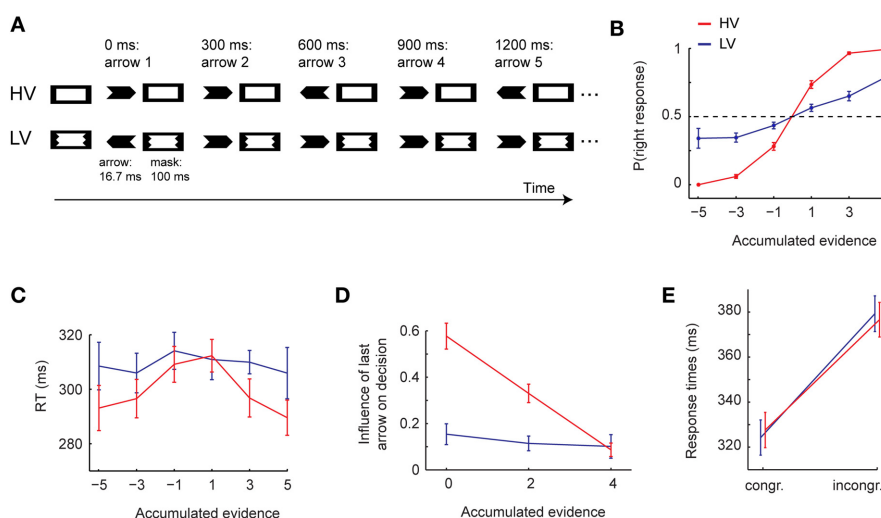 A
0 ms: 300 ms: 600 ms: 900 ms: 1200 ms:
arrow 1 arrow 2 arrow 3 arrow 4 arrow 5
HV
...
LV
...
arrow: mask:
16.7 ms 100 ms
Time
B
HV
LV
1
0.5
0
P(right response)
−5 −3 −1 1 3
Accumulated evidence
C
320
300
280
RT
(ms)
−5 −3 −1 1 3 5
Accumulated evidence
D
0.6
0.4
0.2
0
Influence of last
arrow on decision
0 2 4
Accumulated evidence
E
380
360
340
320
Response times (ms)
congr. incongr.